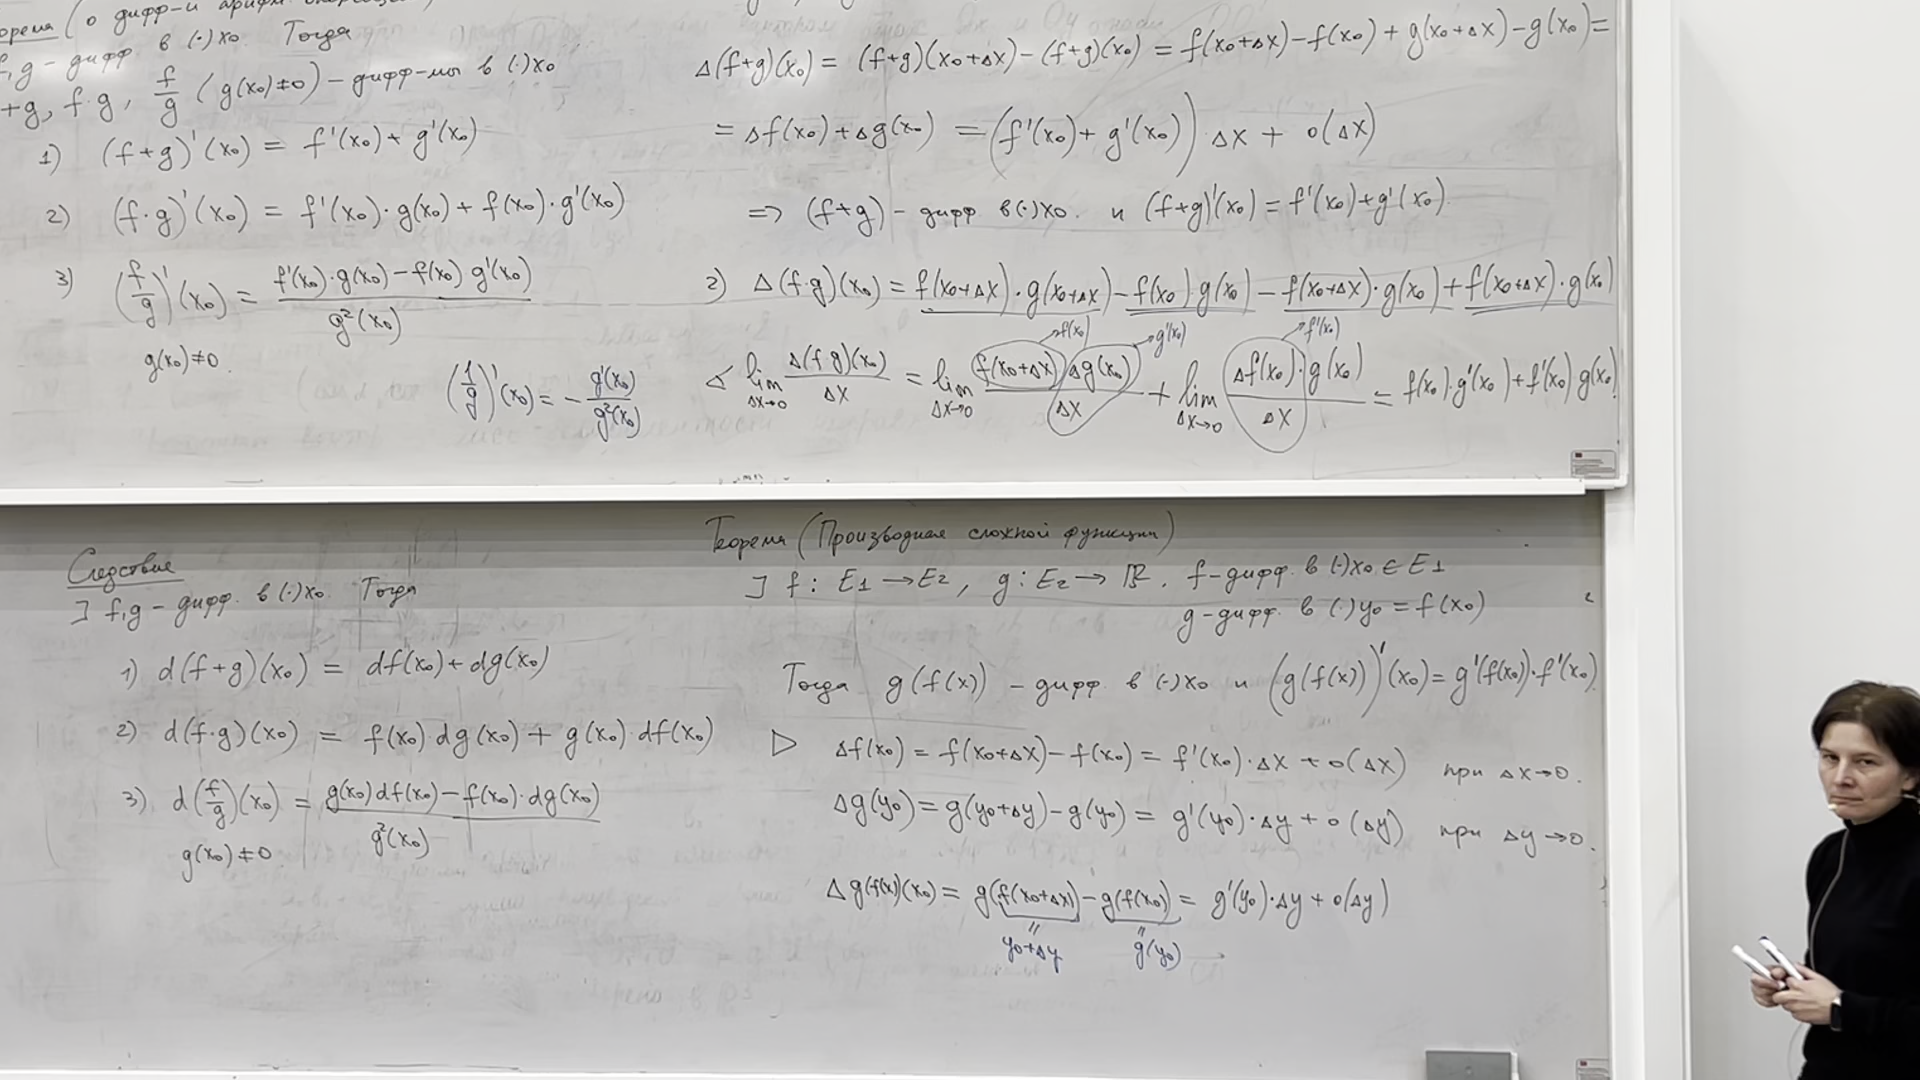 Теорема (о дифф-и арифм.
f, g - дифф. в (·)x₀. Тогда
f+g, f·g, f/g (g(x₀)≠0) - дифф-мы в (·)x₀
1) (f+g)'(x₀) = f'(x₀)+g'(x₀)
2) (f·g)'(x₀) = f'(x₀)·g(x₀)+f(x₀)·g'(x₀)
3) (f/g)'(x₀) = (f'(x₀)·g(x₀)-f(x₀)g'(x₀))/g²(x₀)
g(x₀)≠0.
(1/g)'(x₀) = -g'(x₀)/g²(x₀)
Δ(f+g)(x₀) = (f+g)(x₀+Δx)-(f+g)(x₀) = f(x₀+Δx)-f(x₀)+g(x₀+Δx)-g(x₀)=
= Δf(x₀)+Δg(x₀) = (f'(x₀)+g'(x₀))Δx + o(Δx)
=> (f+g) - дифф в(·)x₀. и (f+g)'(x₀)=f'(x₀)+g'(x₀).
2) Δ(f·g)(x₀) = f(x₀+Δx)·g(x₀+Δx)-f(x₀)g(x₀)-f(x₀+Δx)·g(x₀)+f(x₀+Δx)·g(x₀)
→f(x₀) →g'(x₀) →f'(x₀)
lim Δx→0 Δ(f·g)(x₀)/Δx = lim Δx→0 f(x₀+Δx)Δg(x₀)/Δx + lim Δx→0 Δf(x₀)·g(x₀)/Δx = f(x₀)·g'(x₀)+f'(x₀)g(x₀)
Следствие
] f, g - дифф. в (·)x₀. Тогда
1) d(f+g)(x₀) = df(x₀)+dg(x₀)
2) d(f·g)(x₀) = f(x₀)dg(x₀)+g(x₀)df(x₀)
3) d(f/g)(x₀) = (g(x₀)df(x₀)-f(x₀)·dg(x₀))/g²(x₀)
g(x₀)≠0
Теорема (Производная сложной функции)
] f: E₁→E₂, g: E₂→ℝ. f-дифф. в (·)x₀∈E₁
g-дифф. в (·)y₀=f(x₀)
Тогда g(f(x)) - дифф. в (·)x₀ и (g(f(x)))'(x₀)=g'(f(x₀))·f'(x₀)
▷ Δf(x₀) = f(x₀+Δx)-f(x₀) = f'(x₀)·Δx+o(Δx) при Δx→0.
Δg(y₀)=g(y₀+Δy)-g(y₀) = g'(y₀)·Δy+o(Δy) при Δy→0.
Δg(f(x))(x₀) = g(f(x₀+Δx))-g(f(x₀)) = g'(y₀)·Δy+o(Δy)
y₀+Δy g(y₀)